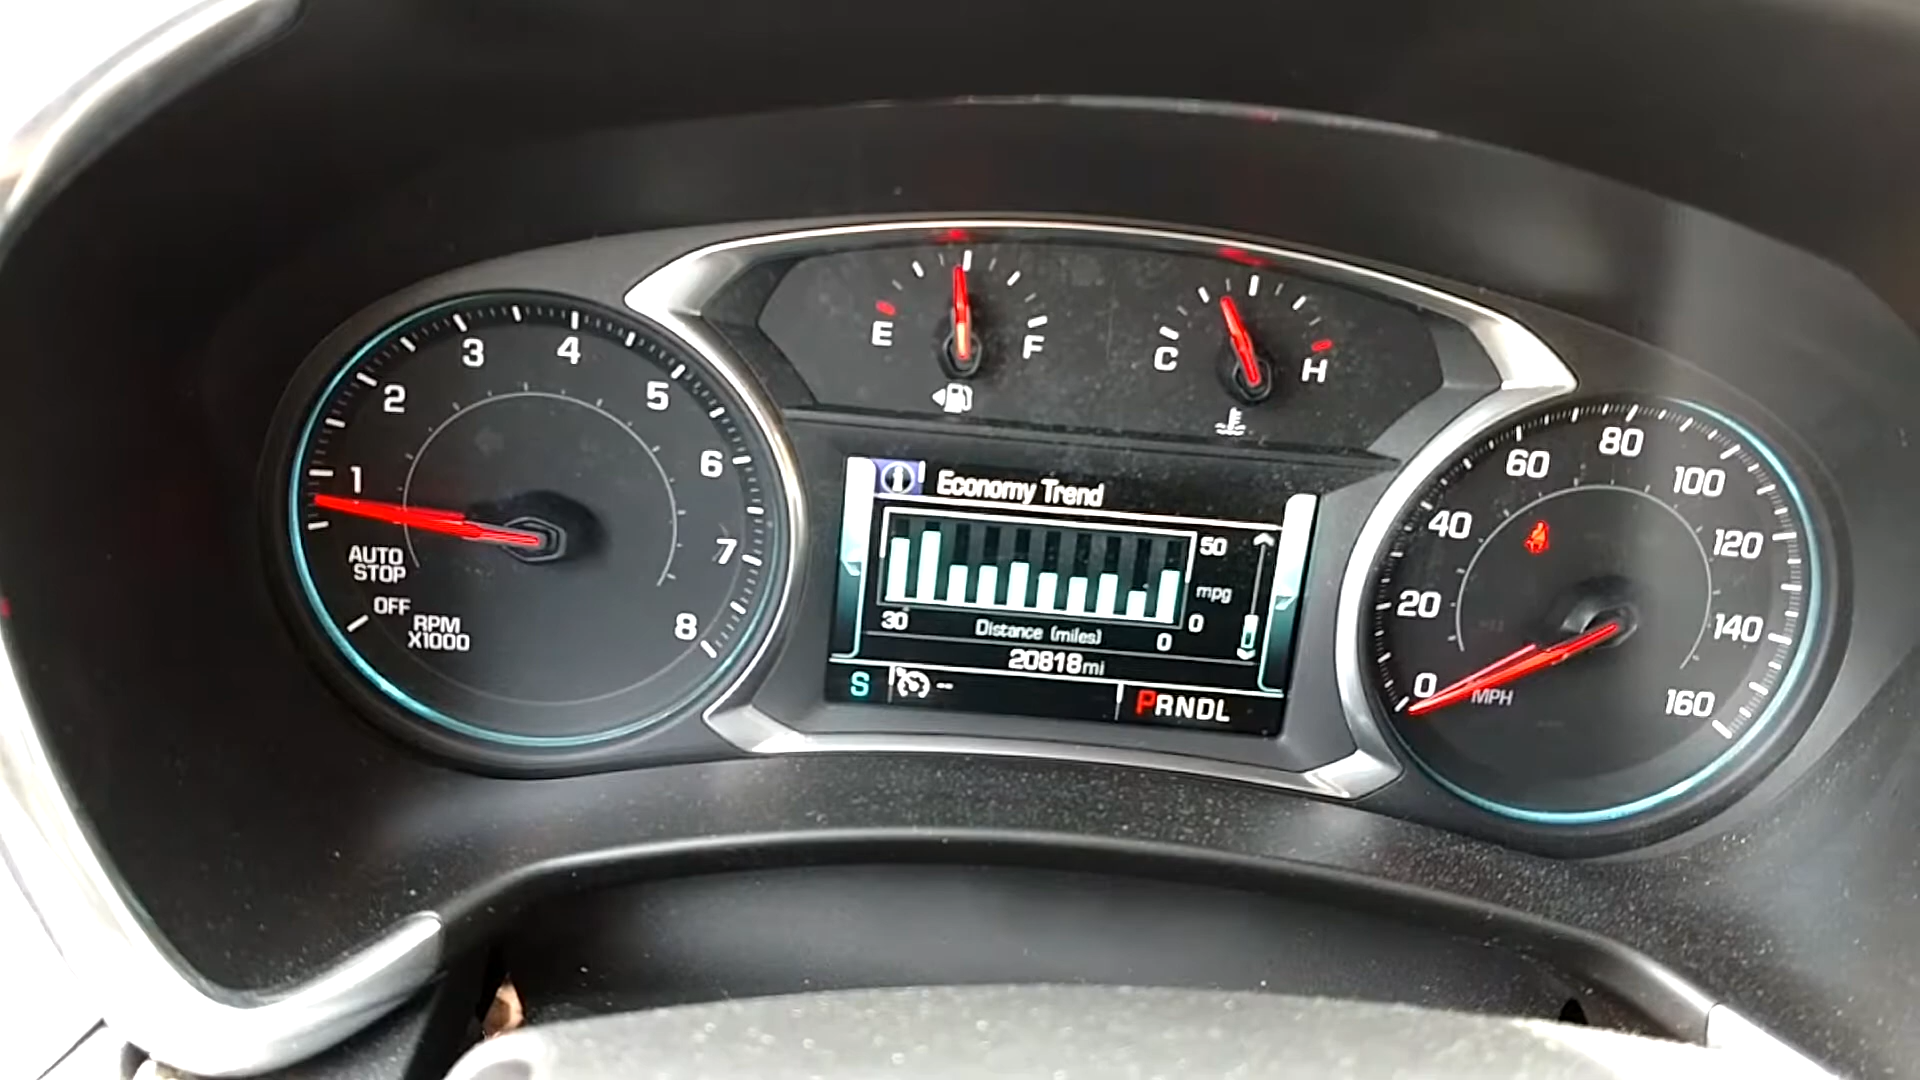 1
2
3
4
5
6
7
8
AUTO
STOP
OFF
RPM
X1000
E
F
C
H
Economy Trend
50
mpg
0
30
Distance (miles)
0
20818mi
S
--
PRNDL
0
20
40
60
80
100
120
140
160
MPH